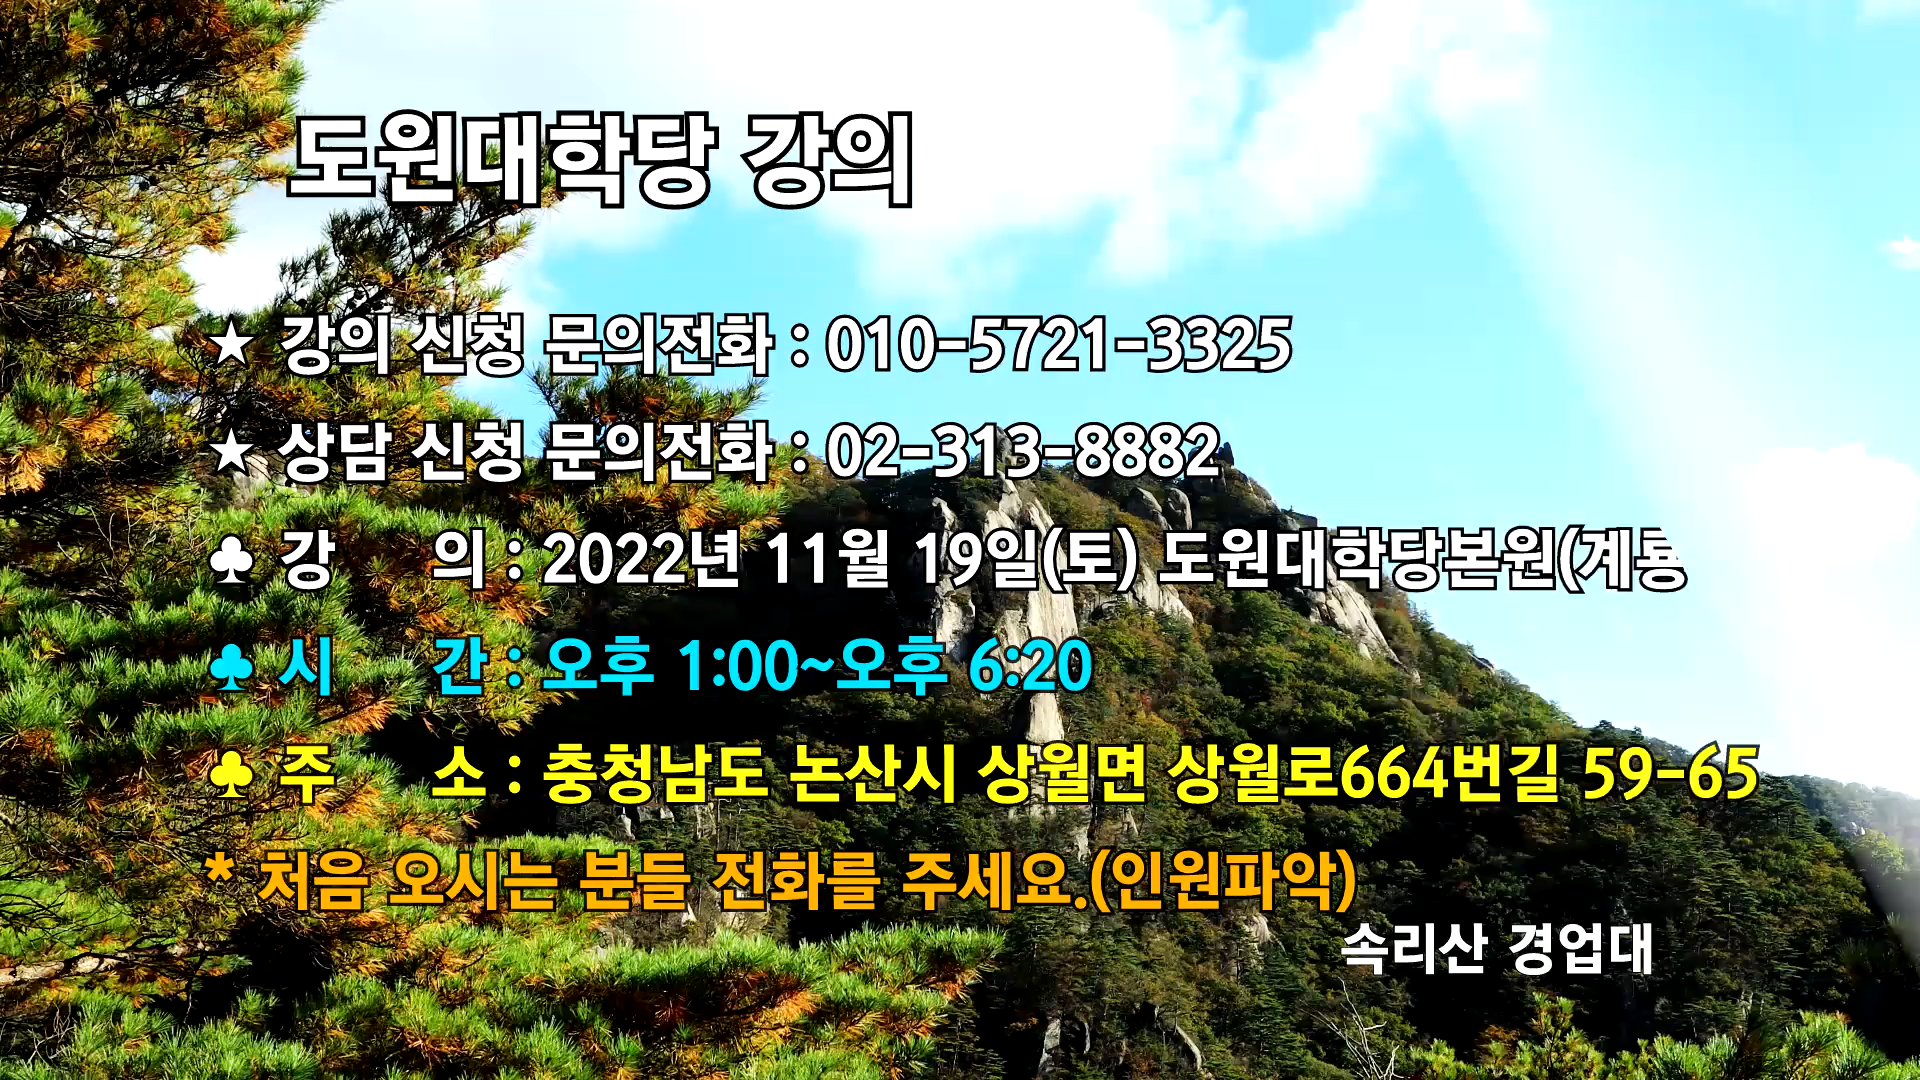 도원대학당 강의
★ 강의 신청 문의전화 : 010-5721-3325
★ 상담 신청 문의전화 : 02-313-8882
♣ 강 의 : 2022년 11월 19일(토) 도원대학당본원(계룡
♣ 시 간 : 오후 1:00~오후 6:20
♣ 주 소 : 충청남도 논산시 상월면 상월로664번길 59-65
* 처음 오시는 분들 전화를 주세요.(인원파악)
속리산 경업대